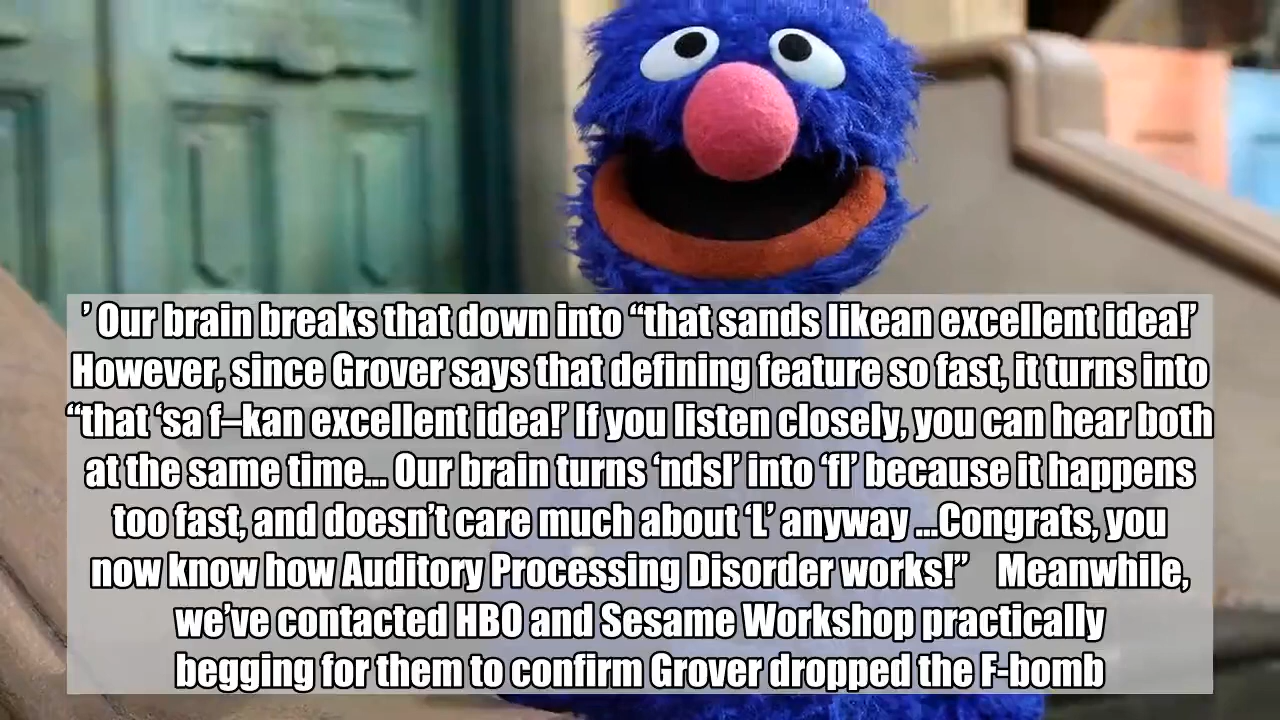 ’ Our brain breaks that down into “that sands likean excellent idea!’
However, since Grover says that defining feature so fast, it turns into
“that ‘sa f–kan excellent idea!’ If you listen closely, you can hear both
at the same time... Our brain turns ‘ndsl’ into ‘fl’ because it happens
too fast, and doesn’t care much about ‘L’ anyway ...Congrats, you
now know how Auditory Processing Disorder works!” Meanwhile,
we’ve contacted HBO and Sesame Workshop practically
begging for them to confirm Grover dropped the F-bomb